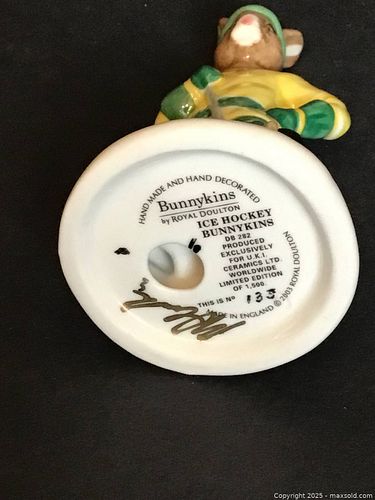 HAND MADE AND HAND DECORATED
Bunnykins
by ROYAL DOULTON
ICE HOCKEY
BUNNYKINS
DB 282
PRODUCED
EXCLUSIVELY
FOR U.K.I.
CERAMICS LTD.
WORLDWIDE
LIMITED EDITION
OF 1,500.
THIS IS Nº 135
MADE IN ENGLAND © 2003 ROYAL DOULTON
Copyright 2025 - maxsold.com